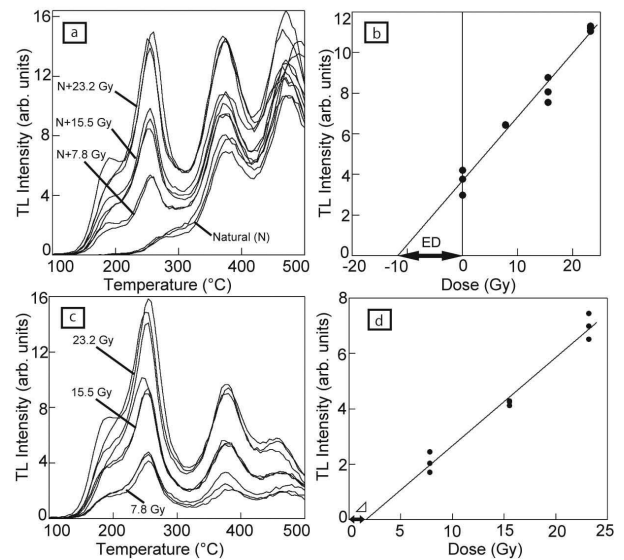 a
TL Intensity (arb. units)
16
12
8
4
0
N+23.2 Gy
N+15.5 Gy
N+7.8 Gy
Natural (N)
100 200 300 400 500
Temperature (°C)
b
TL Intensity (arb. units)
12
10
8
6
4
2
0
ED
-20 -10 0 10 20
Dose (Gy)
c
TL Intensity (arb. units)
16
12
8
4
0
23.2 Gy
15.5 Gy
7.8 Gy
100 200 300 400 500
Temperature (°C)
d
TL Intensity (arb. units)
8
6
4
2
0
Δ
5 10 15 20 25
Dose (Gy)